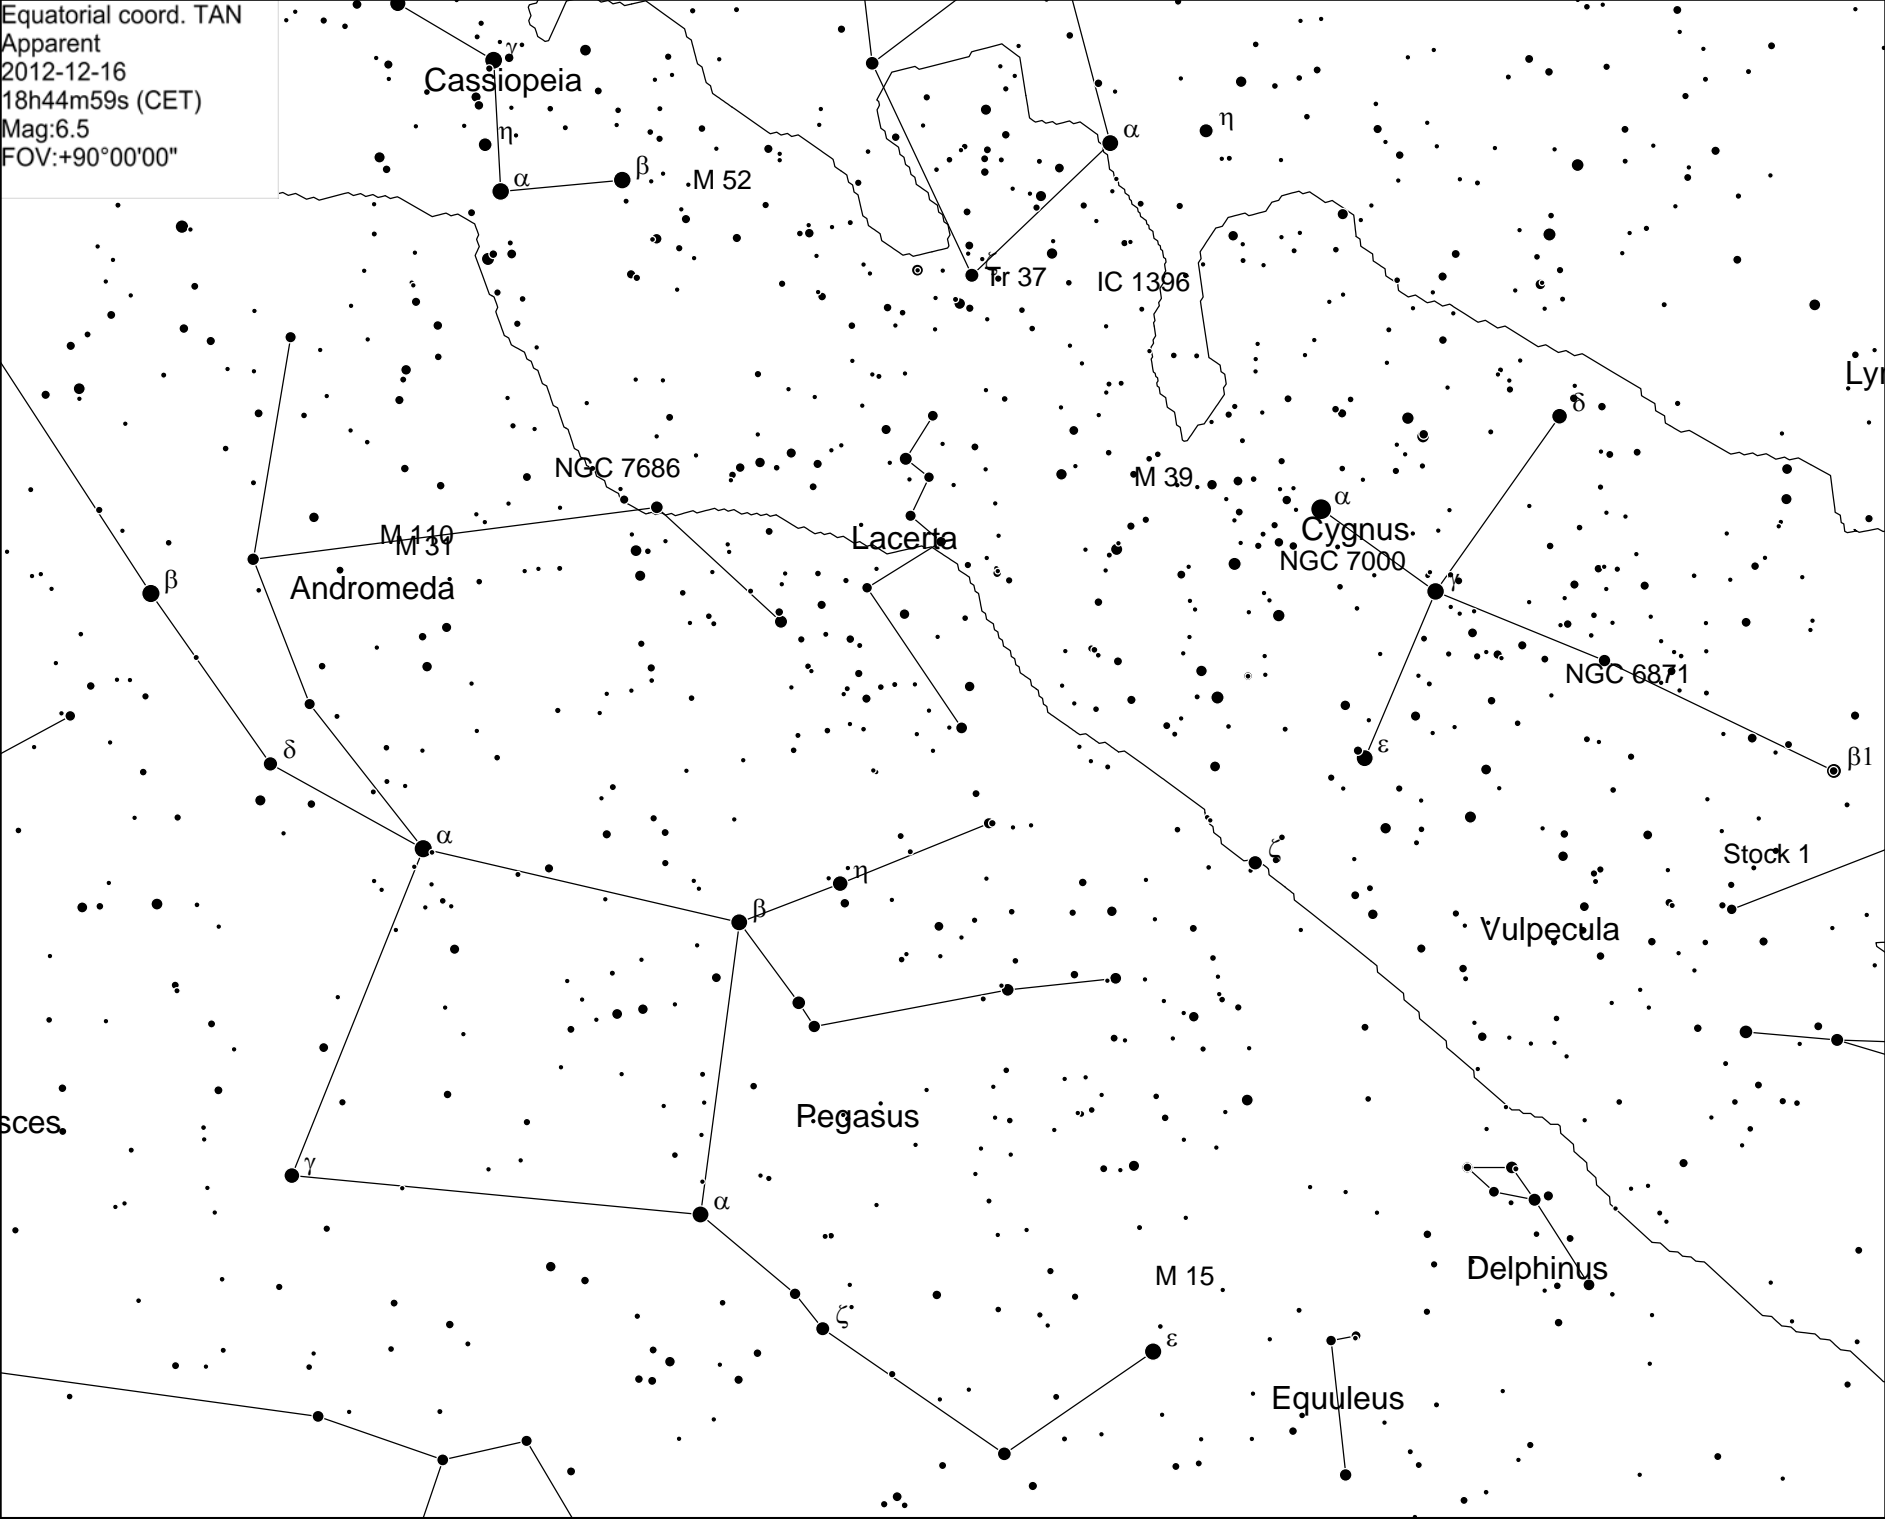 Equatorial coord. TAN
Apparent
2012-12-16
18h44m59s (CET)
Mag:6.5
FOV:+90°00'00"
γ
Cassiopeia
η
α
β
M 52
α
η
ζ
Tr 37
IC 1396
Lyr
δ
NGC 7686
M 39
α
Cygnus
NGC 7000
M 110
M 31
Lacerta
Andromeda
β
γ
NGC 6871
δ
ε
β1
α
ζ
Stock 1
η
β
Vulpecula
Pegasus
sces
γ
α
M 15
Delphinus
ζ
ε
Equuleus